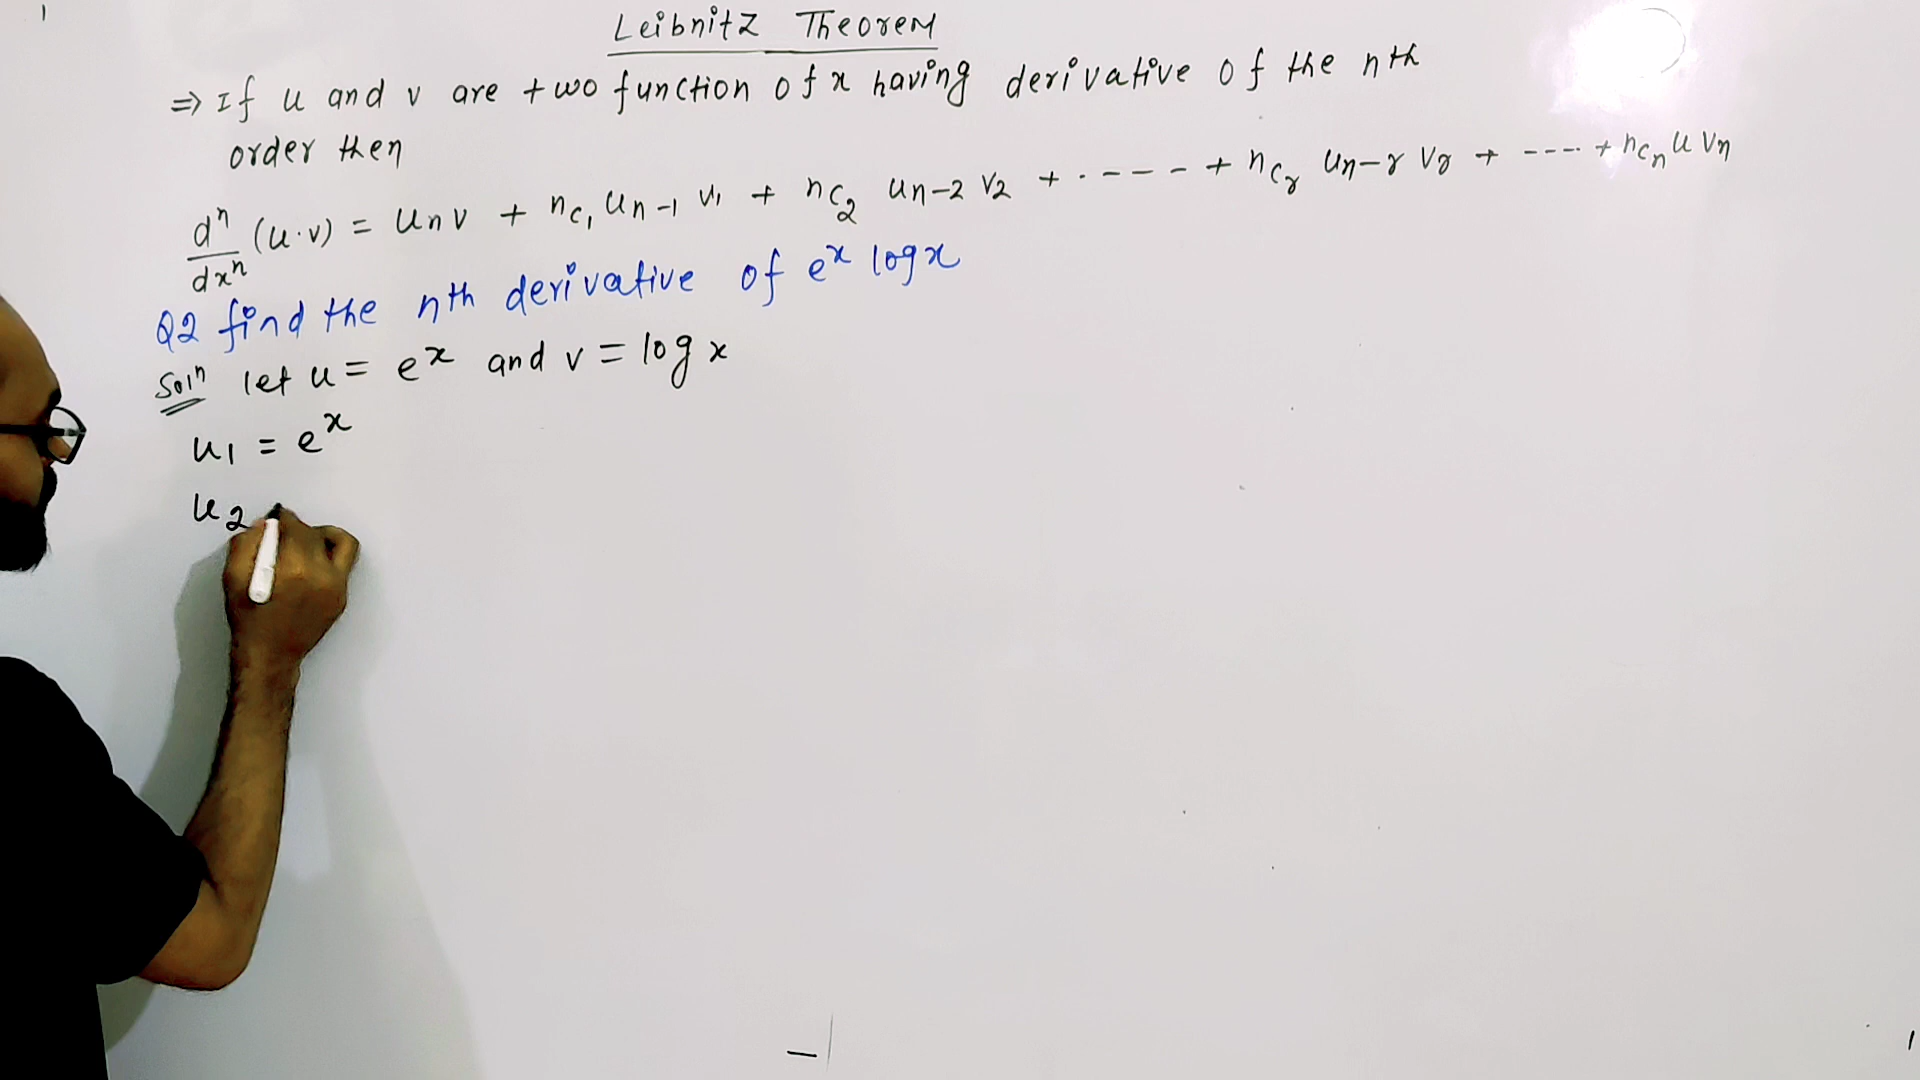 Leibnitz Theorem
⇒ If u and v are two function of x having derivative of the nth
order then
dⁿ/dxⁿ (u·v) = uₙv + nc₁ uₙ₋₁ v₁ + nc₂ uₙ₋₂ v₂ + ----- + ncᵣ uₙ₋ᵣ vᵣ + ---- + ncₙ u vₙ
Q2 find the nth derivative of eˣ logx
Solⁿ let u = eˣ and v = log x
u₁ = eˣ
u₂